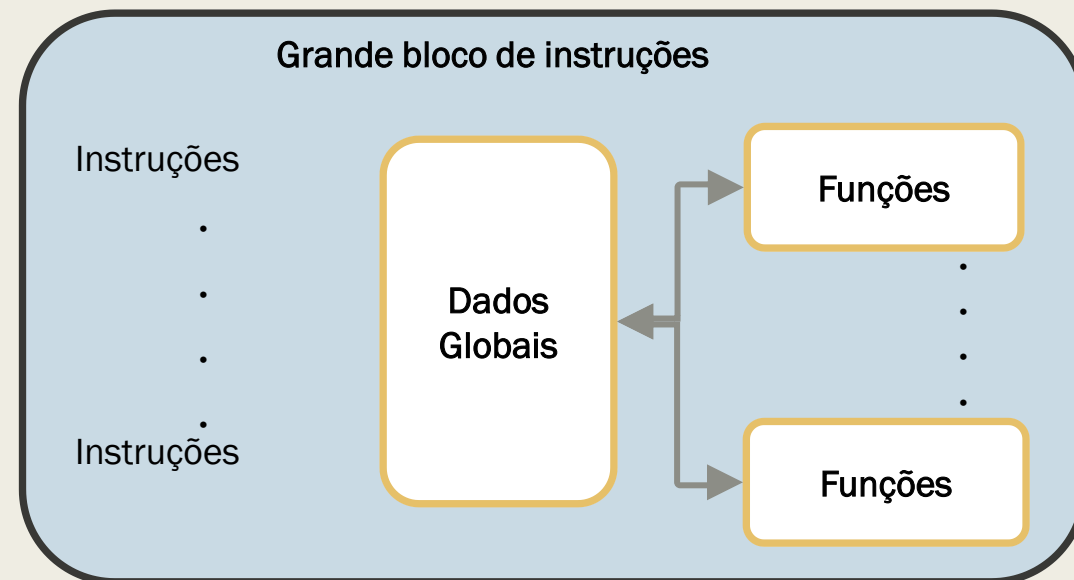 Grande bloco de instruções
Instruções
.
.
.
.
Instruções
Dados
Globais
Funções
.
.
.
.
Funções